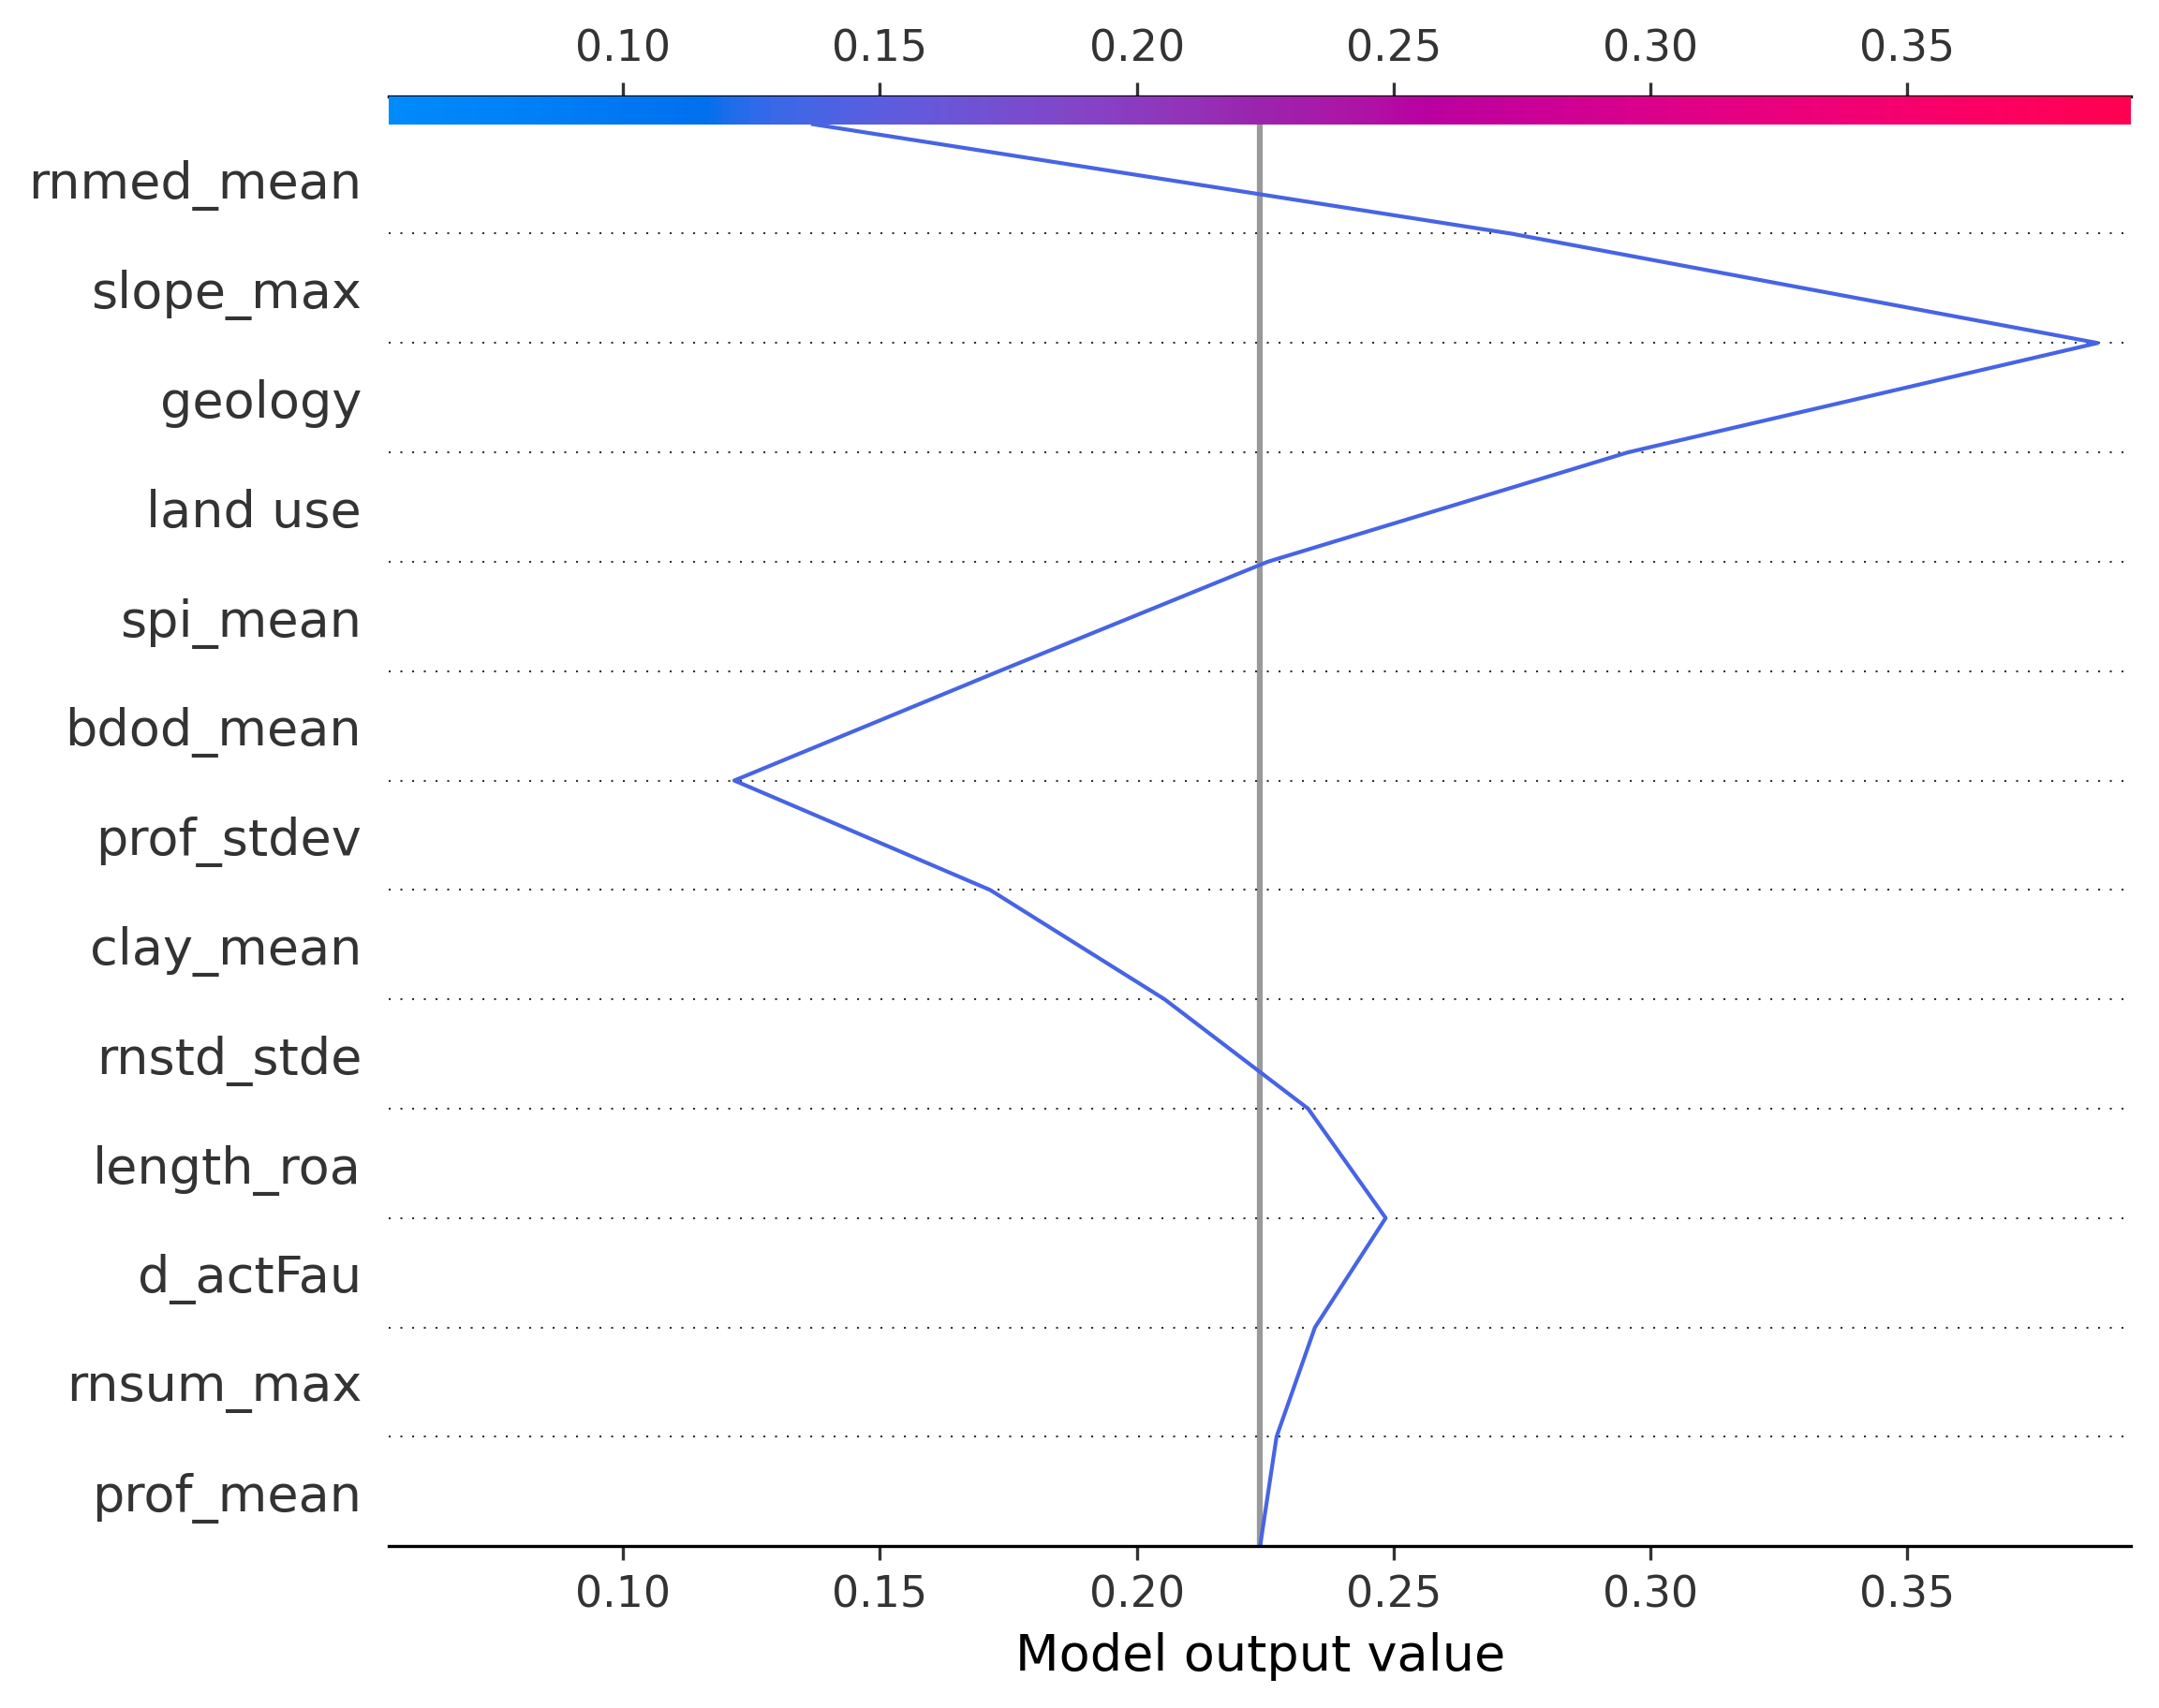 0.10 0.15 0.20 0.25 0.30 0.35
rnmed_mean
slope_max
geology
land use
spi_mean
bdod_mean
prof_stdev
clay_mean
rnstd_stde
length_roa
d_actFau
rnsum_max
prof_mean
0.10 0.15 0.20 0.25 0.30 0.35
Model output value